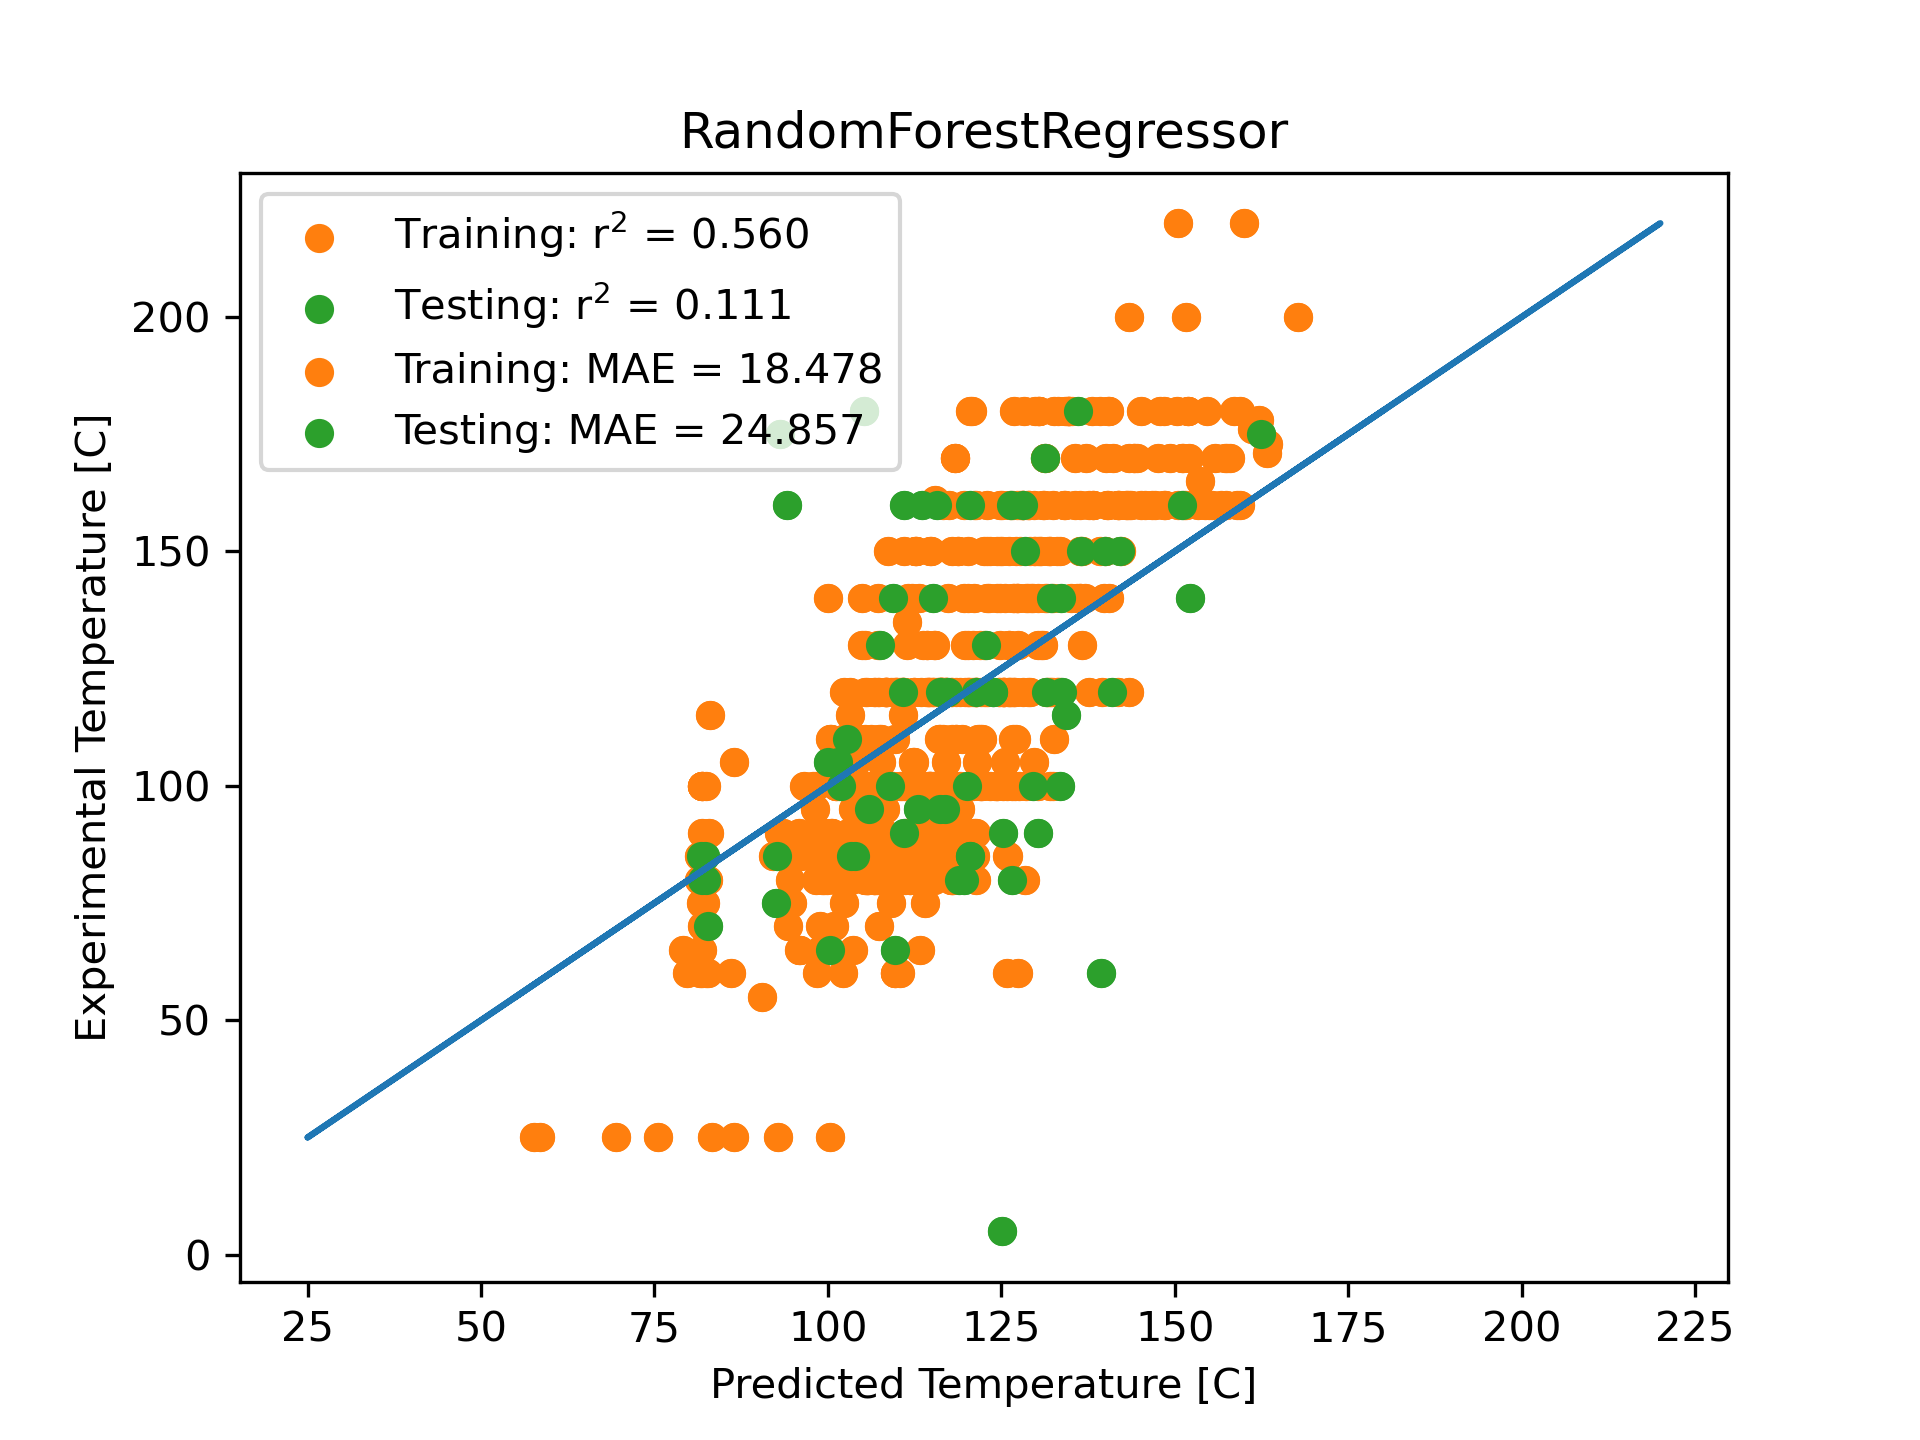 RandomForestRegressor
Training: r² = 0.560
Testing: r² = 0.111
Training: MAE = 18.478
Testing: MAE = 24.857
Experimental Temperature [C]
200
150
100
50
0
25 50 75 100 125 150 175 200 225
Predicted Temperature [C]